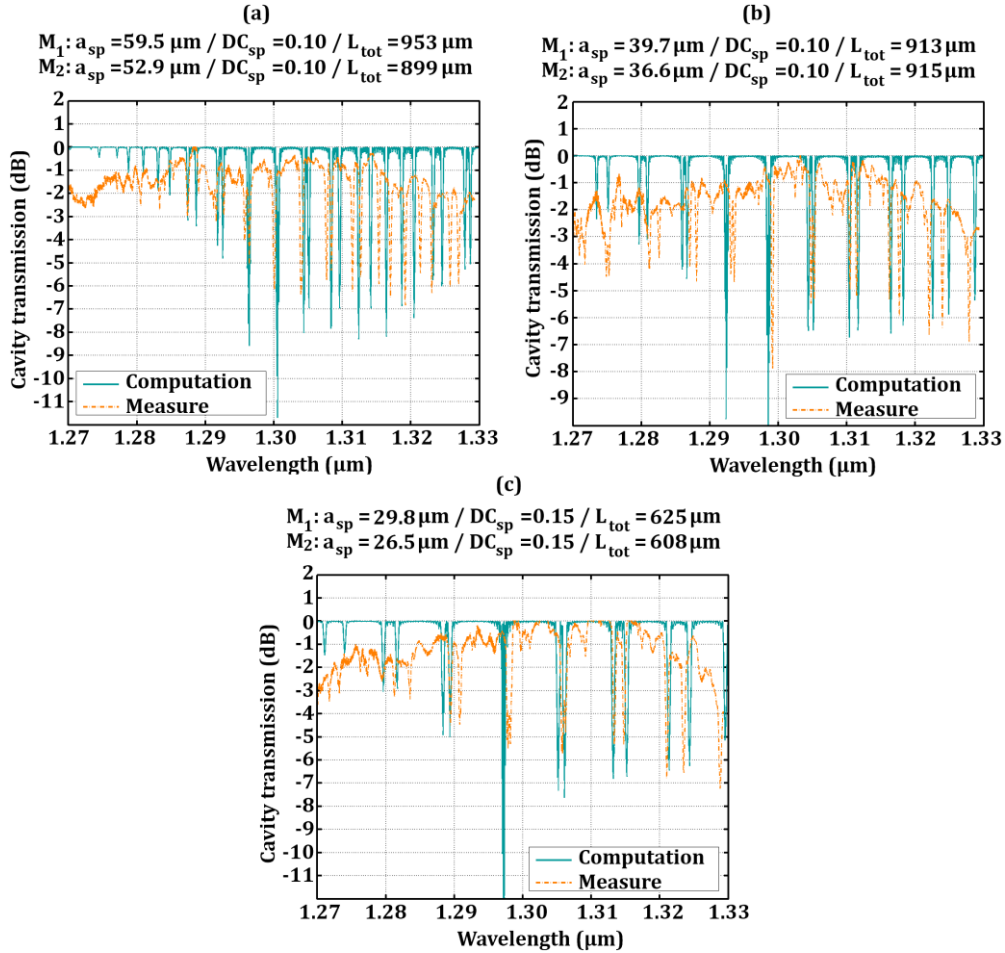 (a)
M1: asp =59.5 µm / DCsp =0.10 / Ltot =953 µm
M2: asp =52.9 µm / DCsp =0.10 / Ltot =899 µm
2
1
0
-1
-2
-3
-4
-5
-6
-7
-8
-9
-10
-11
Cavity transmission (dB)
Computation
Measure
1.27 1.28 1.29 1.30 1.31 1.32 1.33
Wavelength (µm)
(b)
M1: asp =39.7 µm / DCsp =0.10 / Ltot =913µm
M2: asp =36.6µm / DCsp =0.10 / Ltot =915µm
2
1
0
-1
-2
-3
-4
-5
-6
-7
-8
-9
Cavity transmission (dB)
Computation
Measure
1.27 1.28 1.29 1.30 1.31 1.32 1.33
Wavelength (µm)
(c)
M1: asp =29.8 µm / DCsp =0.15 / Ltot =625 µm
M2: asp =26.5 µm / DCsp =0.15 / Ltot =608 µm
2
1
0
-1
-2
-3
-4
-5
-6
-7
-8
-9
-10
-11
Cavity transmission (dB)
Computation
Measure
1.27 1.28 1.29 1.30 1.31 1.32 1.33
Wavelength (µm)